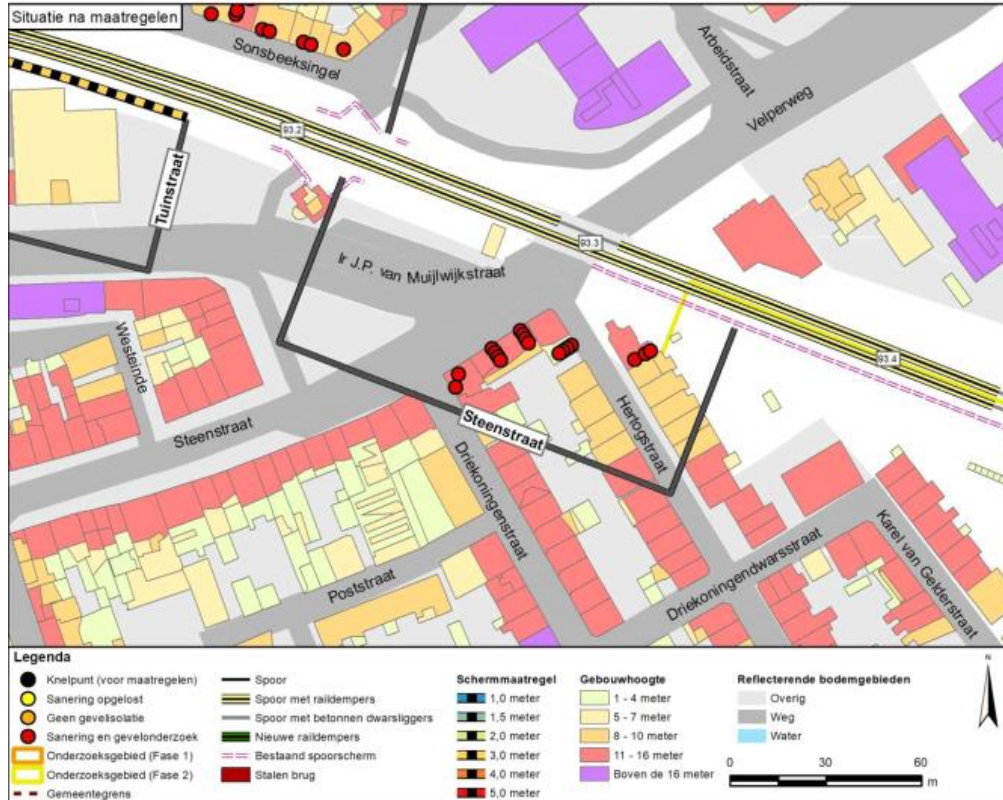 Situatie na maatregelen
Sonsbeeksingel
Arbeidstraat
Velperweg
93.2
Tuinstraat
93.3
Ir J.P. van Muijlwijkstraat
93.4
Westeinde
Steenstraat
Steenstraat
Hertogstraat
Driekoningenstraat
Poststraat
Driekoningendwarsstraat
Karel van Gelderstraat
Legenda
Knelpunt (voor maatregelen)
Sanering opgelost
Geen gevelisolatie
Sanering en gevelonderzoek
Onderzoeksgebied (Fase 1)
Onderzoeksgebied (Fase 2)
Gemeentegrens
Spoor
Spoor met raildempers
Spoor met betonnen dwarsliggers
Nieuwe raildempers
Bestaand spoorscherm
Stalen brug
Schermmaatregel
1,0 meter
1,5 meter
2,0 meter
3,0 meter
4,0 meter
5,0 meter
Gebouwhoogte
1 - 4 meter
5 - 7 meter
8 - 10 meter
11 - 16 meter
Boven de 16 meter
Reflecterende bodemgebieden
Overig
Weg
Water
N
0 30 60
m